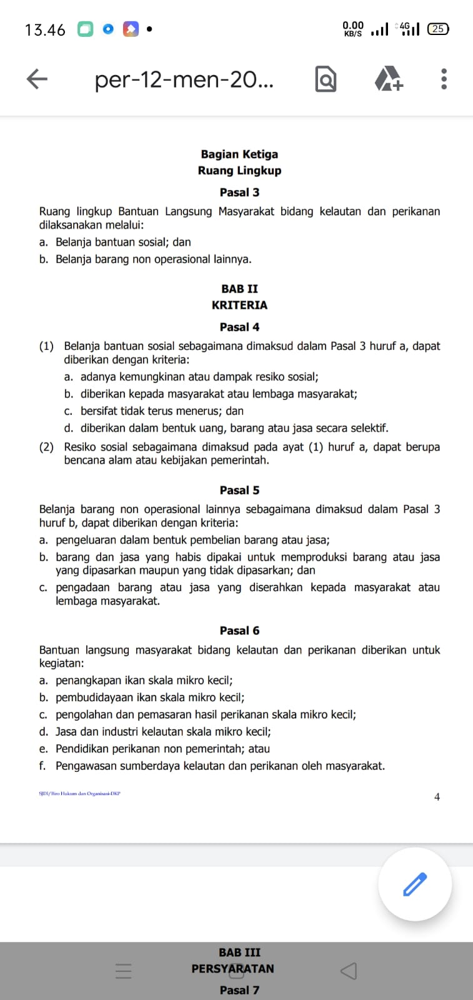 13.46
0.00
KB/S
4G
25
per-12-men-20...
Bagian Ketiga
Ruang Lingkup
Pasal 3
Ruang lingkup Bantuan Langsung Masyarakat bidang kelautan dan perikanan
dilaksanakan melalui:
a. Belanja bantuan sosial; dan
b. Belanja barang non operasional lainnya.
BAB II
KRITERIA
Pasal 4
(1) Belanja bantuan sosial sebagaimana dimaksud dalam Pasal 3 huruf a, dapat
diberikan dengan kriteria:
a. adanya kemungkinan atau dampak resiko sosial;
b. diberikan kepada masyarakat atau lembaga masyarakat;
c. bersifat tidak terus menerus; dan
d. diberikan dalam bentuk uang, barang atau jasa secara selektif.
(2) Resiko sosial sebagaimana dimaksud pada ayat (1) huruf a, dapat berupa
bencana alam atau kebijakan pemerintah.
Pasal 5
Belanja barang non operasional lainnya sebagaimana dimaksud dalam Pasal 3
huruf b, dapat diberikan dengan kriteria:
a. pengeluaran dalam bentuk pembelian barang atau jasa;
b. barang dan jasa yang habis dipakai untuk memproduksi barang atau jasa
yang dipasarkan maupun yang tidak dipasarkan; dan
c. pengadaan barang atau jasa yang diserahkan kepada masyarakat atau
lembaga masyarakat.
Pasal 6
Bantuan langsung masyarakat bidang kelautan dan perikanan diberikan untuk
kegiatan:
a. penangkapan ikan skala mikro kecil;
b. pembudidayaan ikan skala mikro kecil;
c. pengolahan dan pemasaran hasil perikanan skala mikro kecil;
d. Jasa dan industri kelautan skala mikro kecil;
e. Pendidikan perikanan non pemerintah; atau
f. Pengawasan sumberdaya kelautan dan perikanan oleh masyarakat.
SJDI/Biro Hukum dan Organisasi-DKP
4
BAB III
PERSYARATAN
Pasal 7